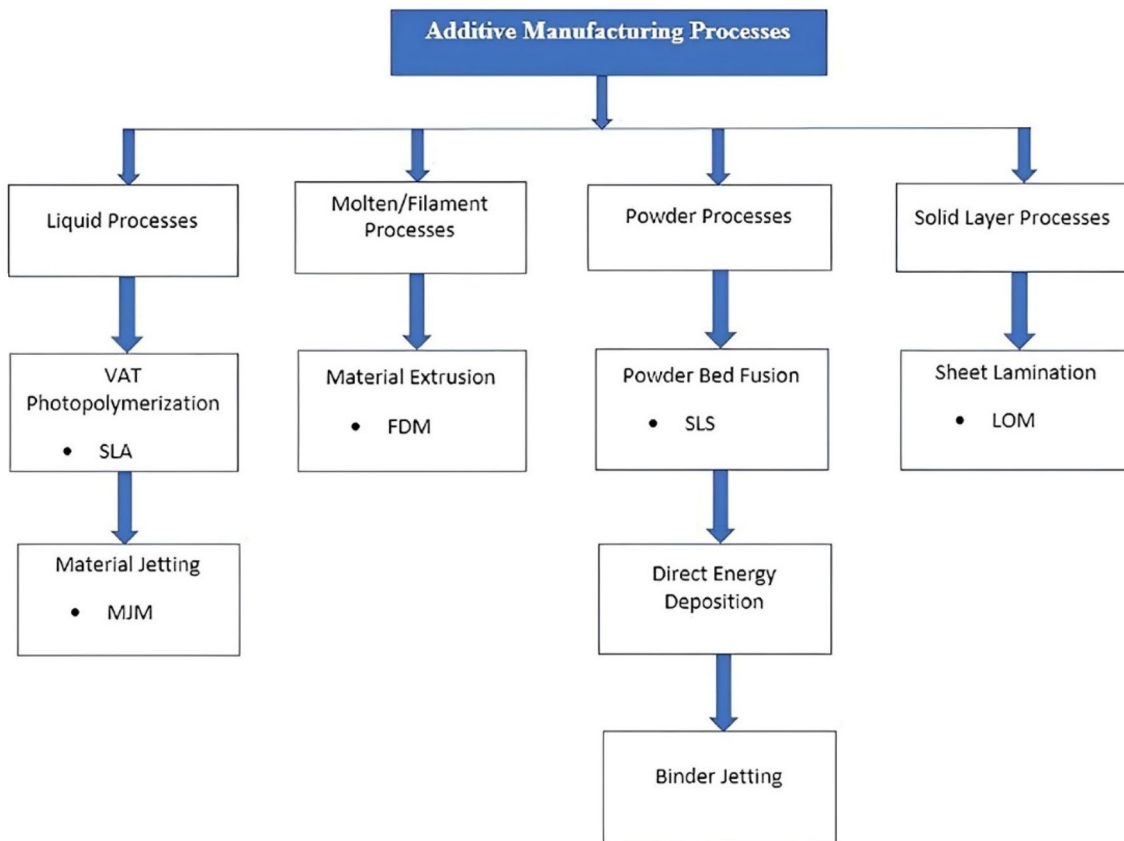 Additive Manufacturing Processes
Liquid Processes
Molten/Filament
Processes
Powder Processes
Solid Layer Processes
VAT
Photopolymerization
• SLA
Material Extrusion
• FDM
Powder Bed Fusion
• SLS
Sheet Lamination
• LOM
Material Jetting
• MJM
Direct Energy
Deposition
Binder Jetting